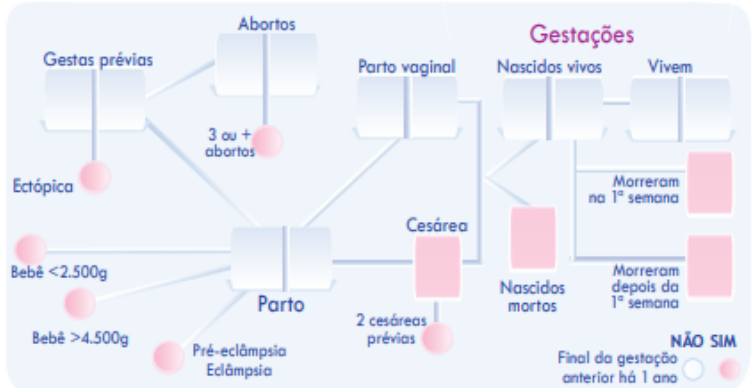 Gestações
Gestas prévias
Abortos
Parto vaginal
Nascidos vivos
Vivem
3 ou +
abortos
Ectópica
Morreram
na 1ª semana
Cesárea
Bebê <2.500g
Parto
Nascidos
mortos
Morreram
depois da
1ª semana
Bebê >4.500g
2 cesáreas
prévias
Pré-eclâmpsia
Eclâmpsia
NÃO SIM
Final da gestação
anterior há 1 ano